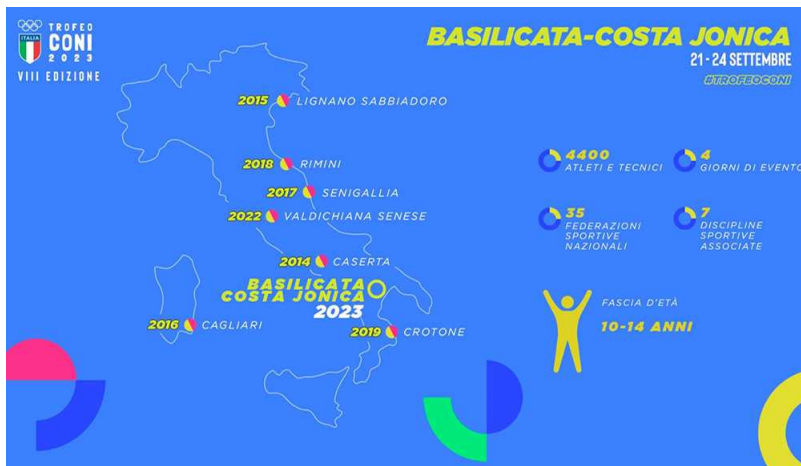 TROFEO
CONI
2023
ITALIA
VIII EDIZIONE
BASILICATA-COSTA JONICA
21 - 24 SETTEMBRE
#TROFEOCONI
2015 LIGNANO SABBIADORO
2018 RIMINI
2017 SENIGALLIA
2022 VALDICHIANA SENESE
2014 CASERTA
BASILICATA
COSTA JONICA
2023
2016 CAGLIARI
2019 CROTONE
4400
ATLETI E TECNICI
4
GIORNI DI EVENTO
35
FEDERAZIONI
SPORTIVE
NAZIONALI
7
DISCIPLINE
SPORTIVE
ASSOCIATE
FASCIA D'ETÀ
10-14 ANNI